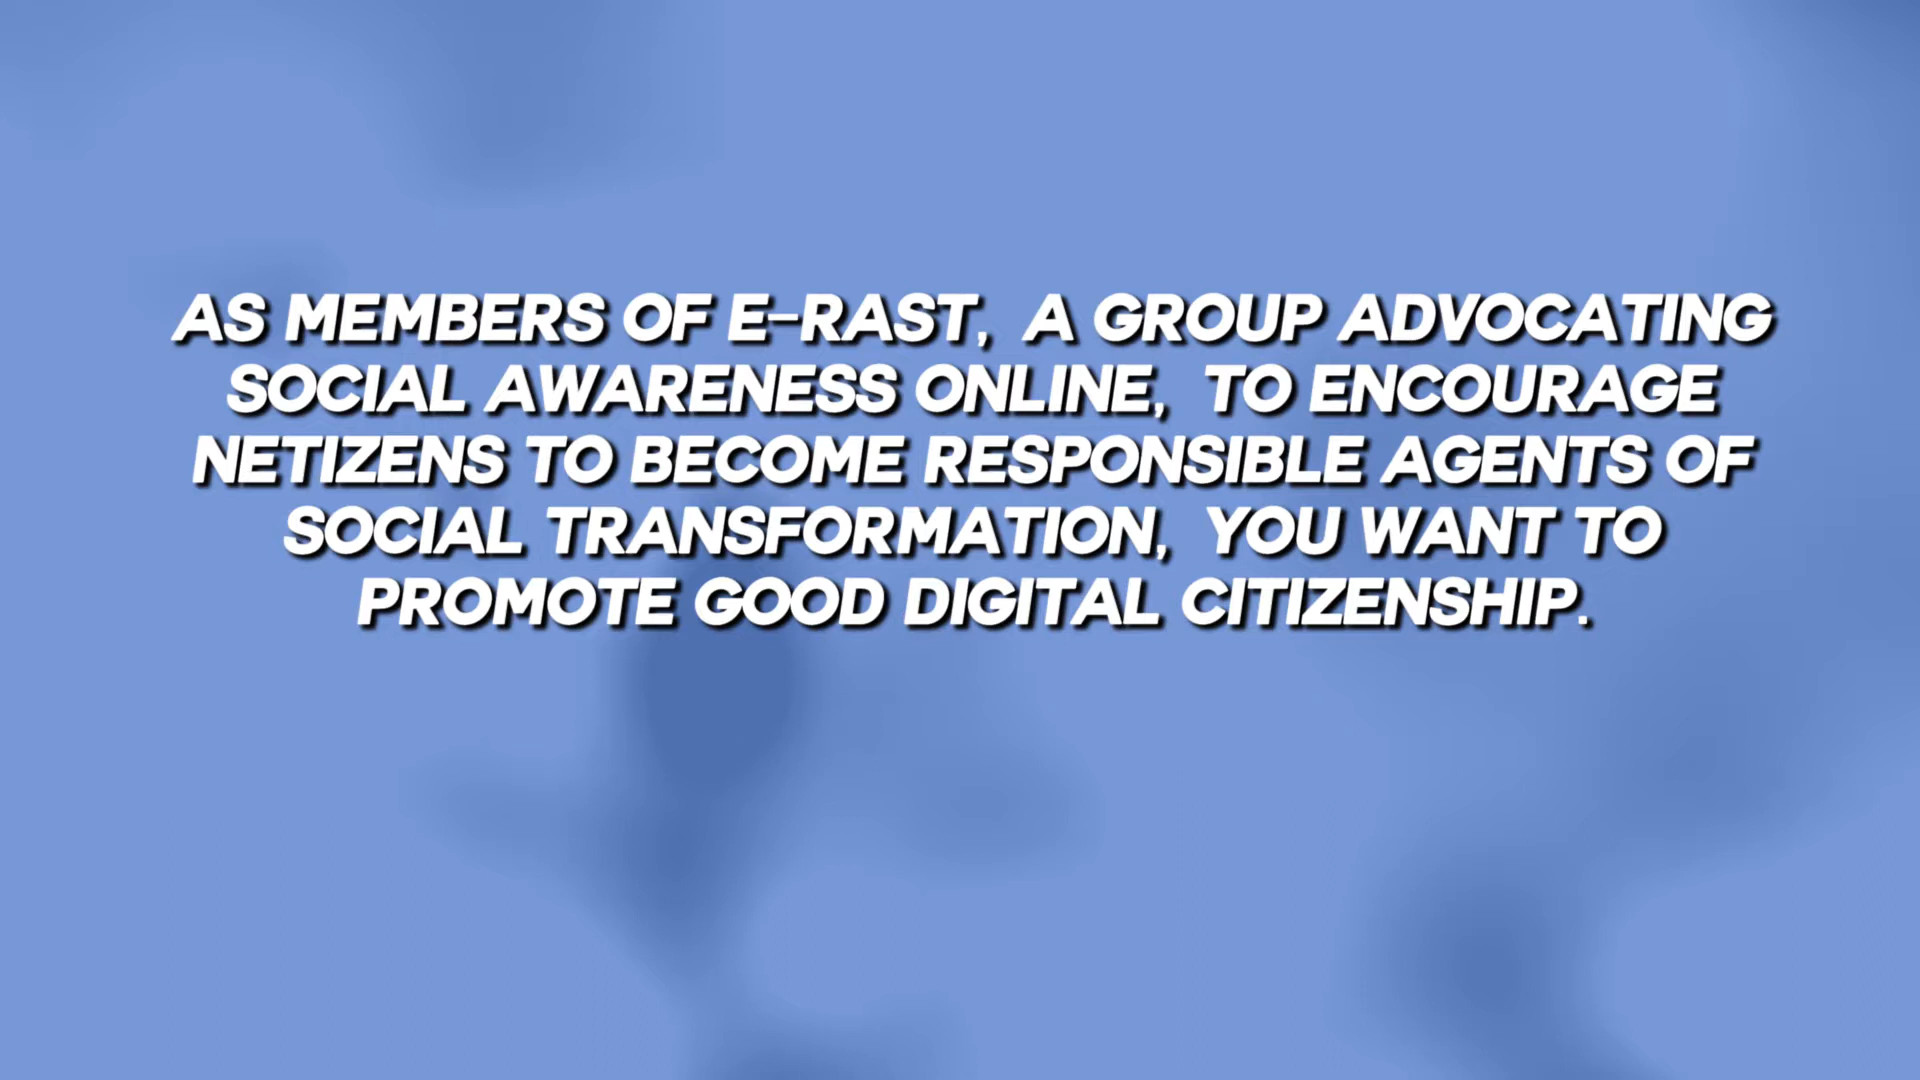 AS MEMBERS OF E-RAST, A GROUP ADVOCATING
SOCIAL AWARENESS ONLINE, TO ENCOURAGE
NETIZENS TO BECOME RESPONSIBLE AGENTS OF
SOCIAL TRANSFORMATION, YOU WANT TO
PROMOTE GOOD DIGITAL CITIZENSHIP.